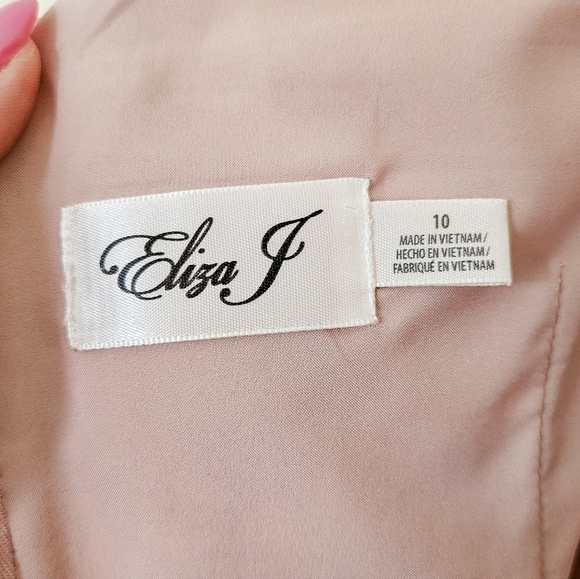 Eliza J
10
MADE IN VIETNAM/
HECHO EN VIETNAM/
FABRIQUÉ EN VIETNAM